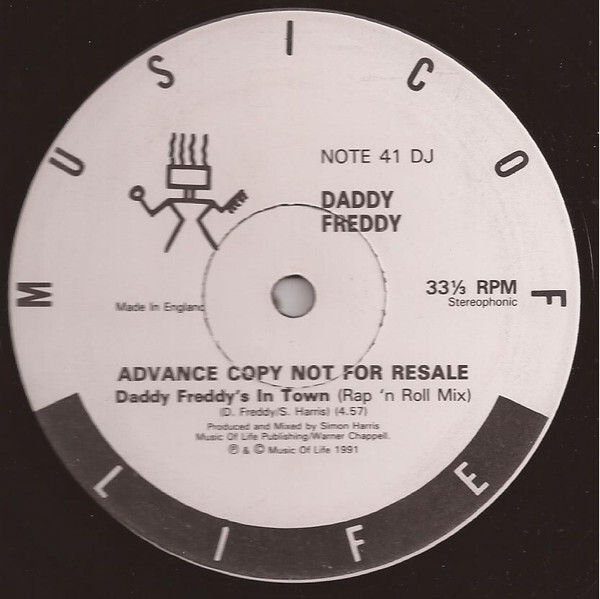 MUSIC OF
NOTE 41 DJ
DADDY
FREDDY
33⅓ RPM
Stereophonic
Made In England
ADVANCE COPY NOT FOR RESALE
Daddy Freddy's In Town (Rap 'n Roll Mix)
(D. Freddy/S. Harris) (4.57)
Produced and Mixed by Simon Harris
Music Of Life Publishing/Warner Chappell.
℗ & © Music Of Life 1991
LIFE